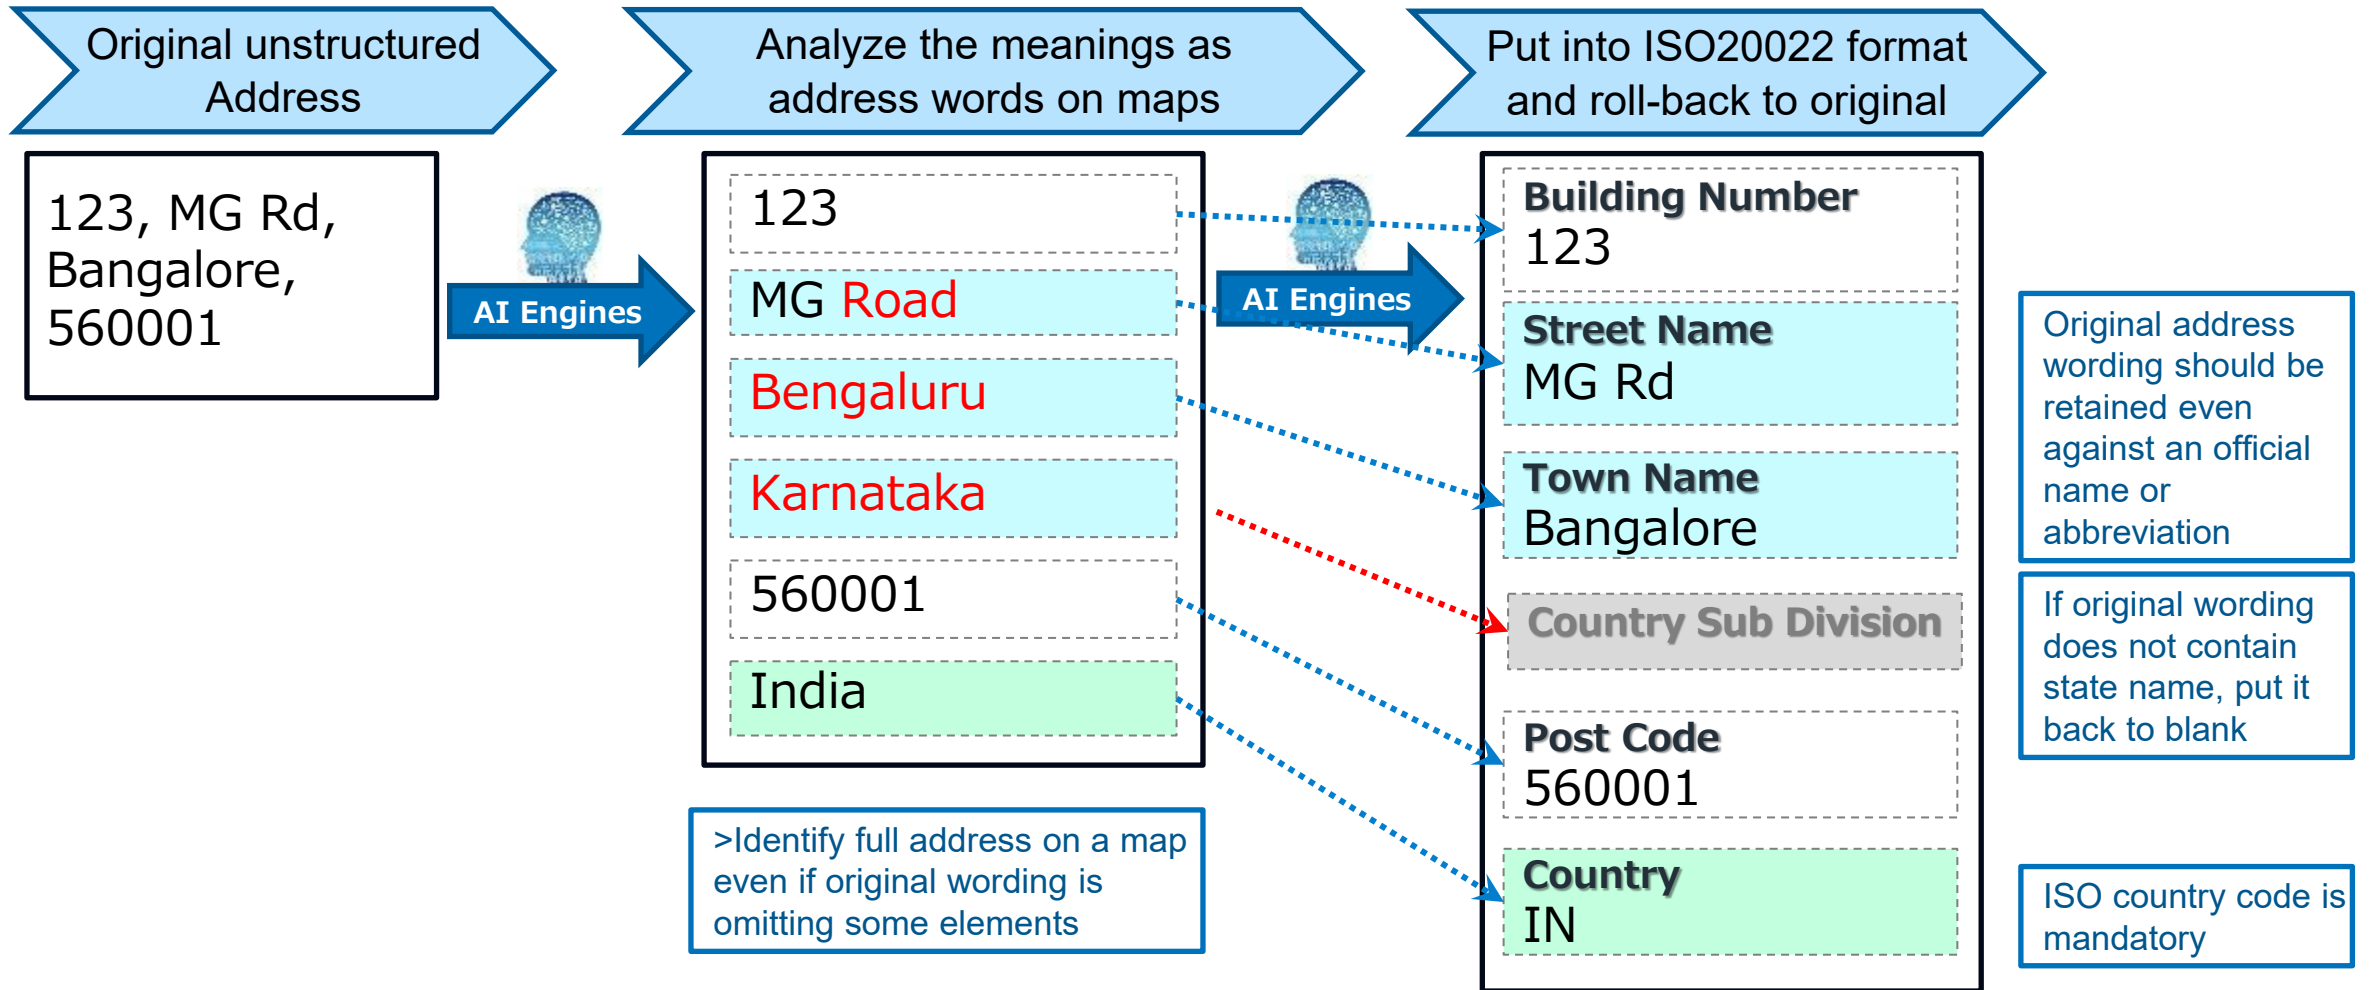 Original unstructured
Address
Analyze the meanings as
address words on maps
Put into ISO20022 format
and roll-back to original
123, MG Rd,
Bangalore,
560001
AI Engines
123
MG Road
Bengaluru
Karnataka
560001
India
>Identify full address on a map
even if original wording is
omitting some elements
AI Engines
Building Number
123
Street Name
MG Rd
Town Name
Bangalore
Country Sub Division
Post Code
560001
Country
IN
Original address
wording should be
retained even
against an official
name or
abbreviation
If original wording
does not contain
state name, put it
back to blank
ISO country code is
mandatory